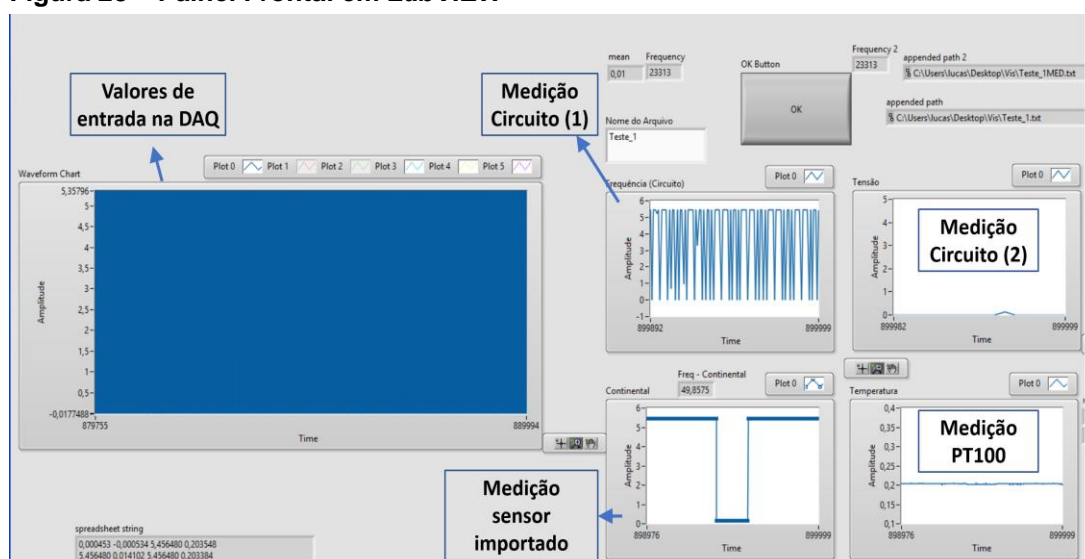 Figura 20 – Painel Frontal em LabVIEW
mean
Frequency
0,01
23313
OK Button
OK
Frequency 2
23313
appended path 2
C:\Users\lucas\Desktop\Vis\Teste_1MED.txt
appended path
C:\Users\lucas\Desktop\Vis\Teste_1.txt
Nome do Arquivo
Teste_1
Valores de
entrada na DAQ
Medição
Circuito (1)
Waveform Chart
Plot 0 Plot 1 Plot 2 Plot 3 Plot 4 Plot 5
5,35796-
5-
4,5-
4-
3,5-
3-
2,5-
2-
1,5-
1-
0,5-
-0,0177488-
Amplitude
879755
889994
Time
Frequência (Circuito)
Plot 0
6-
5-
4-
3-
2-
1-
0-
-1-
Amplitude
899892
899999
Time
Tensão
Plot 0
5-
4-
3-
2-
1-
0-
Amplitude
Medição
Circuito (2)
899982
899999
Time
Continental
Freq - Continental
49,8575
Plot 0
6-
5-
4-
3-
2-
1-
0-
Amplitude
898976
899999
Time
Temperatura
Plot 0
0,4-
0,35-
0,3-
0,25-
0,2-
0,15-
0,1-
Amplitude
Medição
PT100
898976
899999
Time
Medição
sensor
importado
spreadsheet string
0,000453 -0,000534 5,456480 0,203548
5,456480 0,014102 5,456480 0,203384